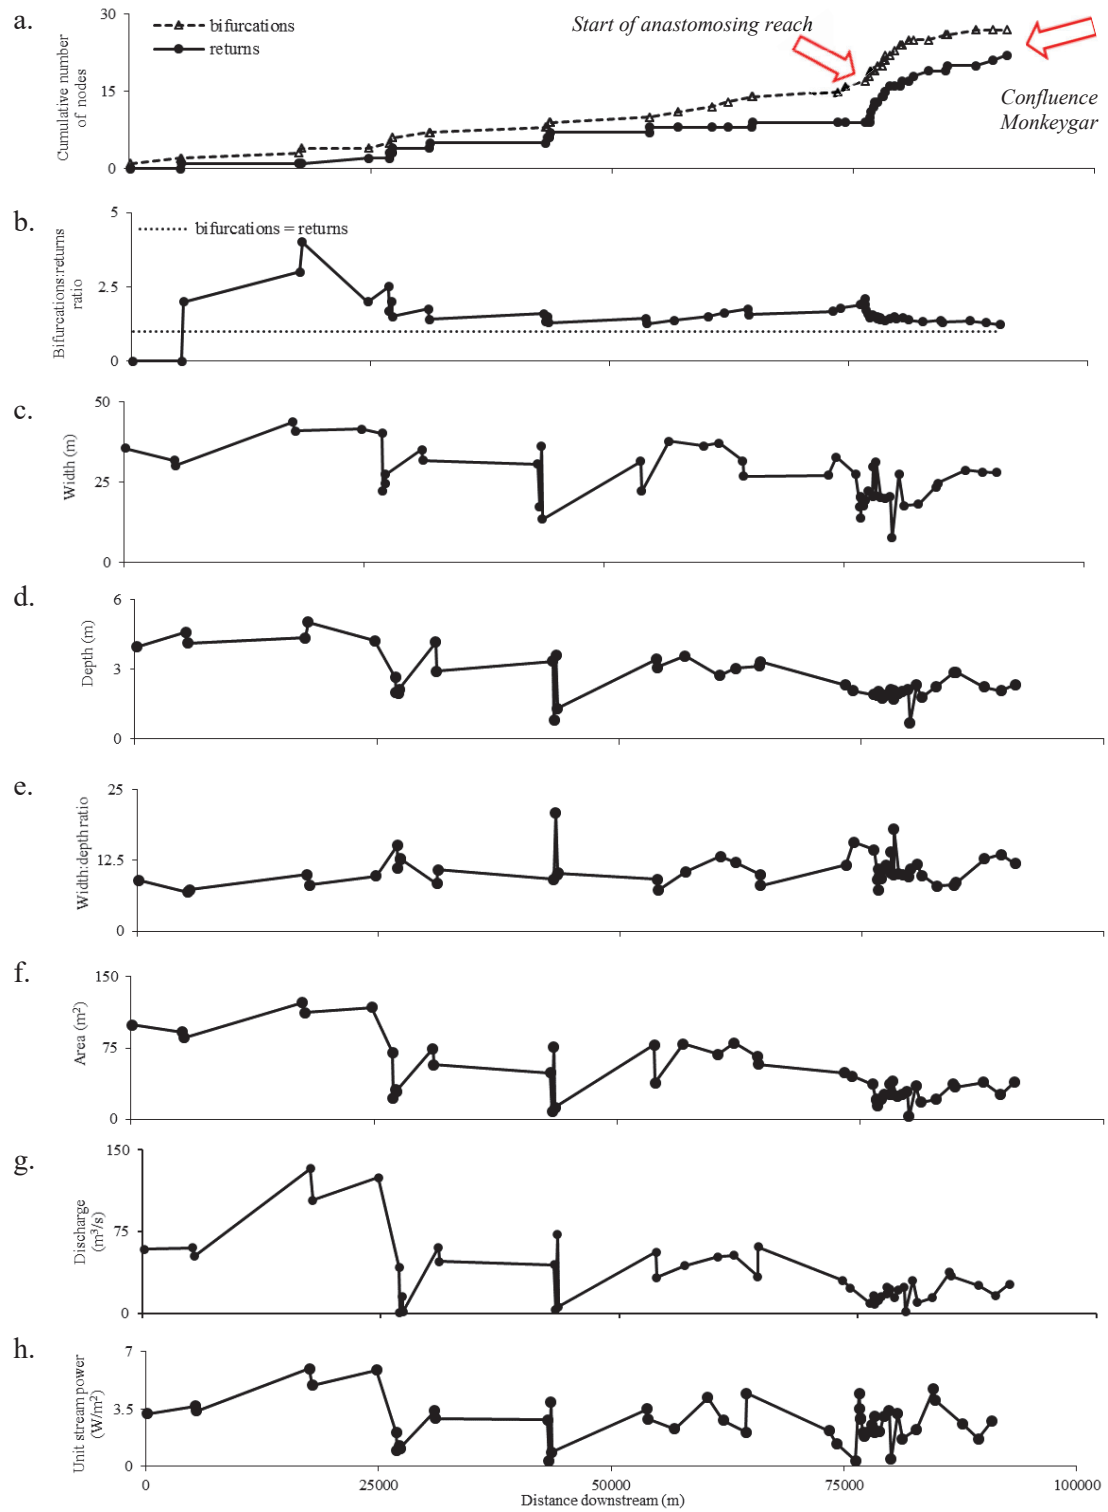 a.
30
15
0
Cumulative number
of nodes
bifurcations
returns
Start of anastomosing reach
Confluence
Monkeygar
b.
5
2.5
0
Bifurcations:returns
ratio
bifurcations = returns
c.
50
25
0
Width (m)
d.
6
3
0
Depth (m)
e.
25
12.5
0
Width:depth ratio
f.
150
75
0
Area (m²)
g.
150
75
0
Discharge
(m³/s)
h.
7
3.5
0
Unit stream power
(W/m²)
0
25000
50000
75000
100000
Distance downstream (m)